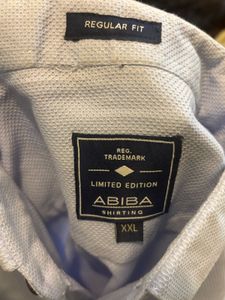 REGULAR FIT
REG.
TRADEMARK
LIMITED EDITION
ABIBA
SHIRTING
XXL